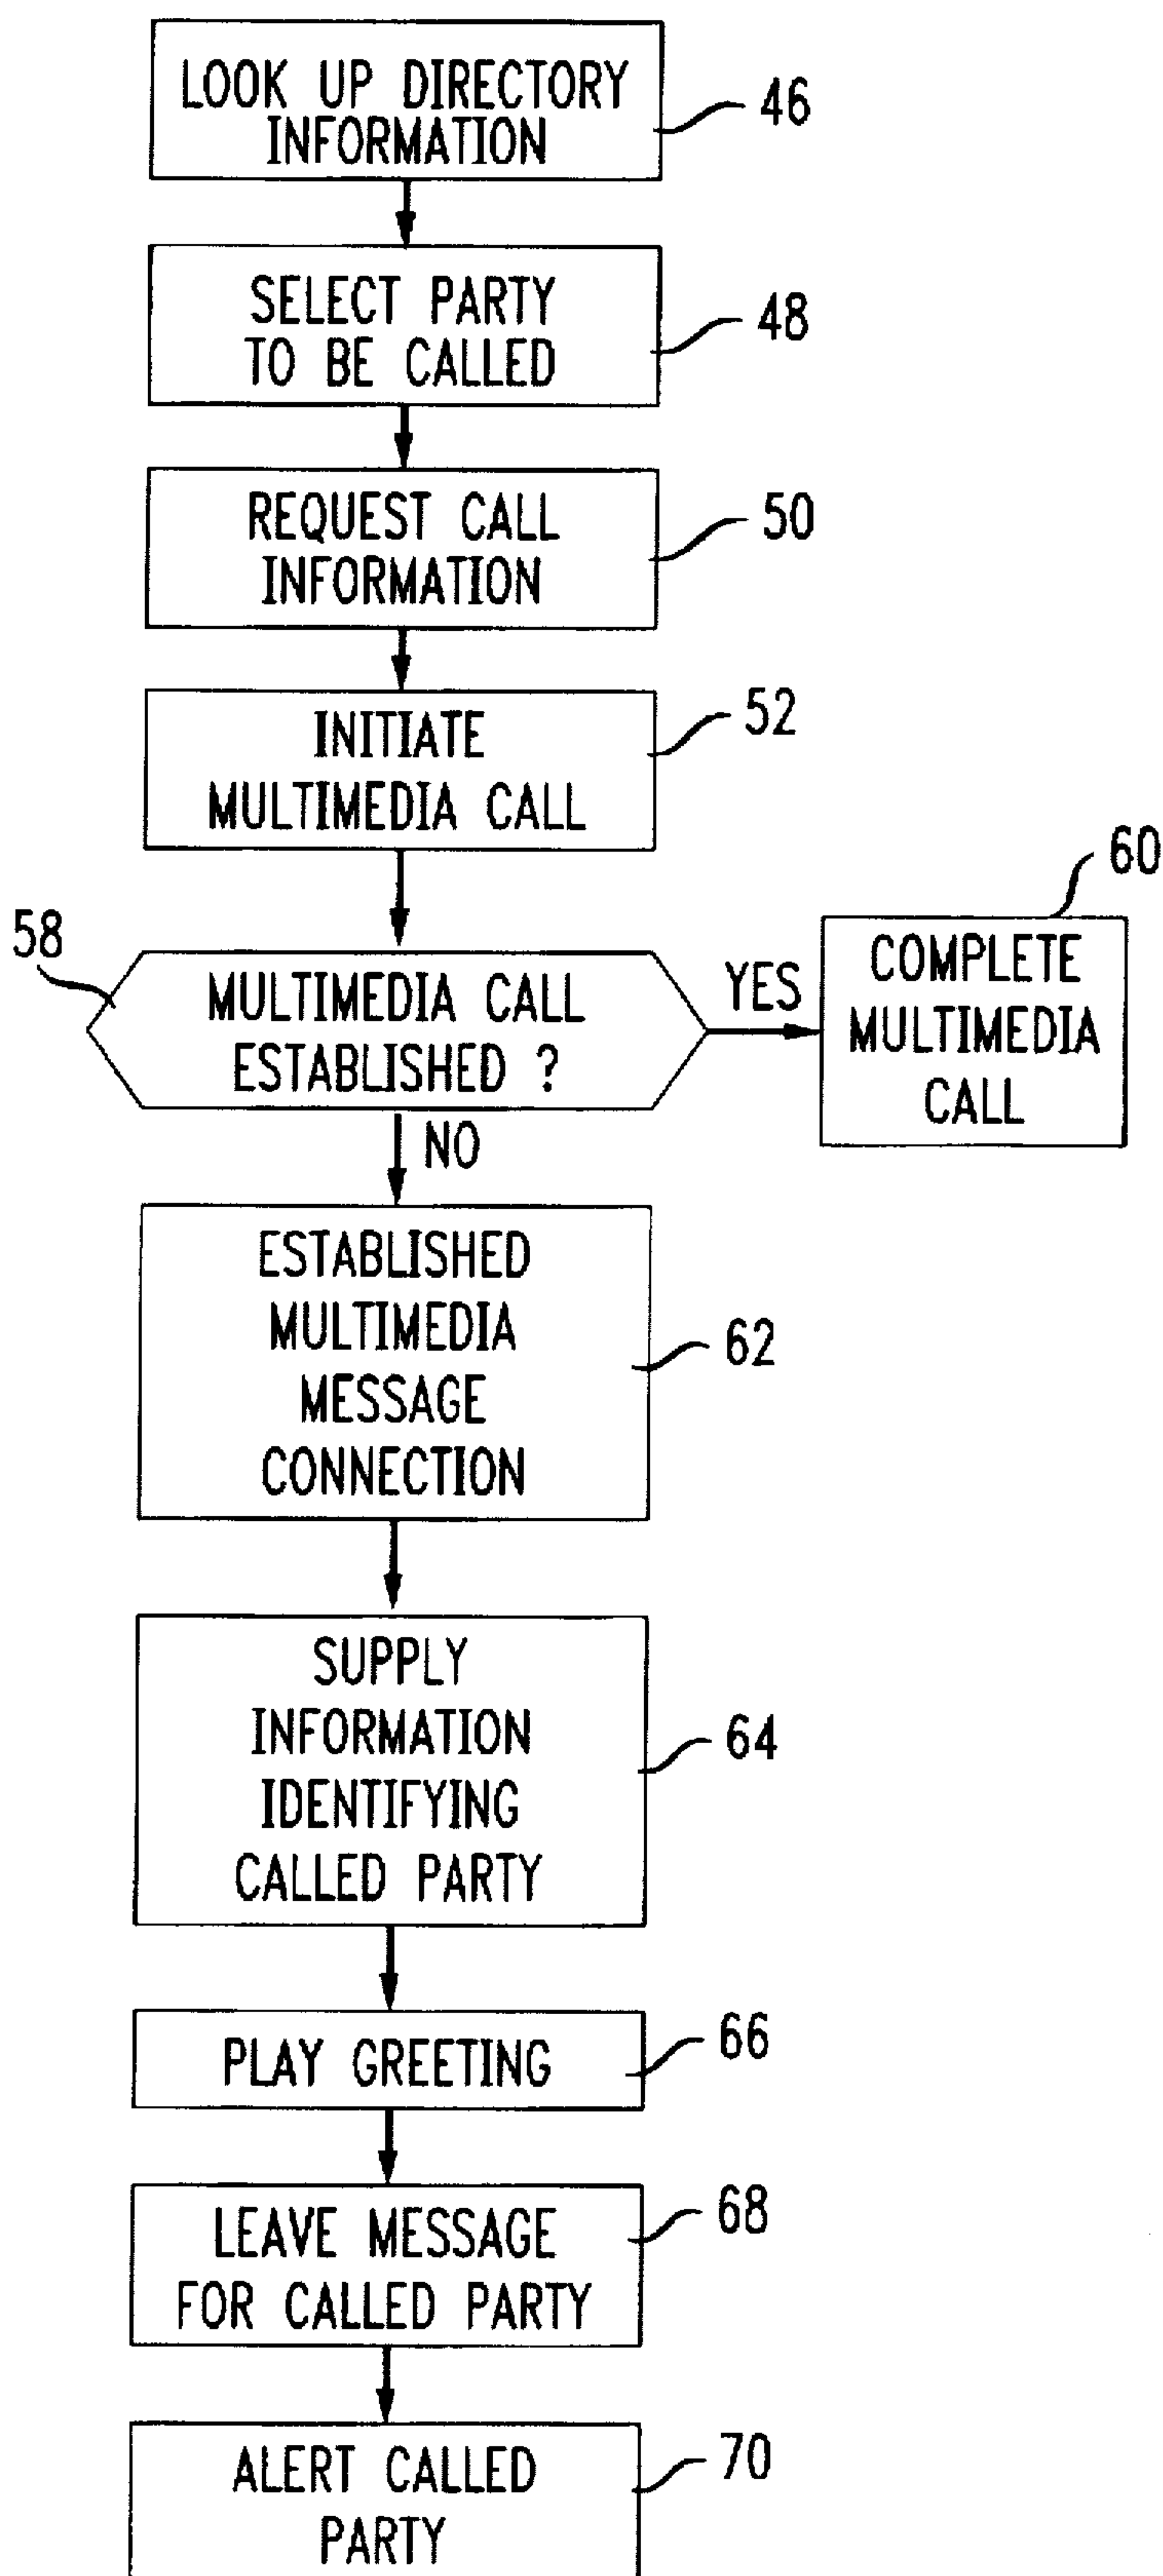 LOOK UP DIRECTORY
INFORMATION
46
SELECT PARTY
TO BE CALLED
48
REQUEST CALL
INFORMATION
50
INITIATE
MULTIMEDIA CALL
52
58
MULTIMEDIA CALL
ESTABLISHED ?
YES
60
COMPLETE
MULTIMEDIA
CALL
NO
ESTABLISHED
MULTIMEDIA
MESSAGE
CONNECTION
62
SUPPLY
INFORMATION
IDENTIFYING
CALLED PARTY
64
PLAY GREETING
66
LEAVE MESSAGE
FOR CALLED PARTY
68
ALERT CALLED
PARTY
70